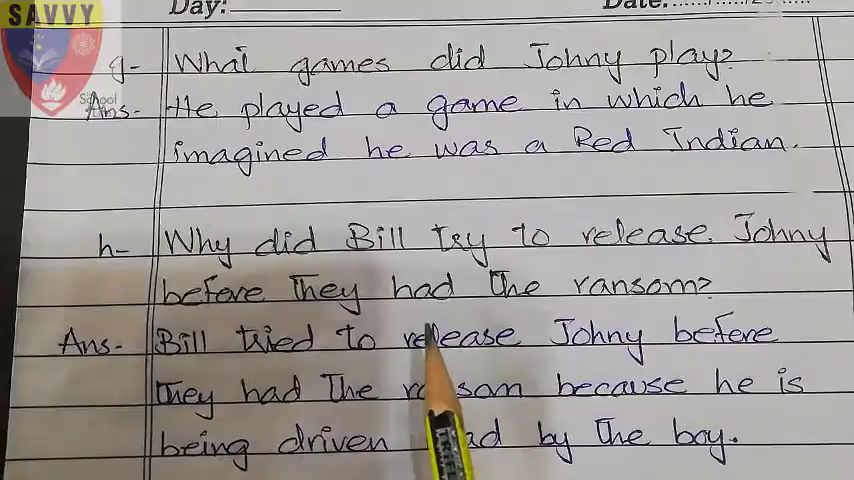 SAVVY
School
Day:
Date:
g- What games did Johny play?
Ans- He played a game in which he
imagined he was a Red Indian.
h- Why did Bill try to release Johny
before they had the ransom?
Ans- Bill tried to release Johny before
they had the ransom because he is
being driven by the boy.